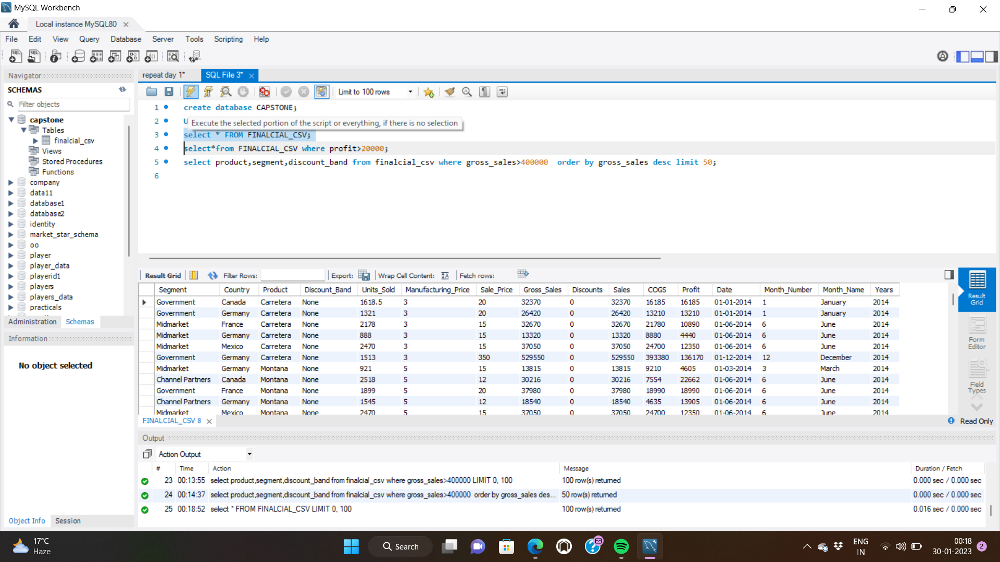 MySQL Workbench
Local instance MySQL80
File Edit View Query Database Server Tools Scripting Help
Navigator
SCHEMAS
Filter objects
capstone
Tables
finalcial_csv
Views
Stored Procedures
Functions
company
data11
database1
database2
identity
market_star_schema
oo
player
player_data
playerid1
players
players_data
practicals
Administration Schemas
Information
No object selected
Object Info Session
repeat day 1* SQL File 3*
Limit to 100 rows
1 create database CAPSTONE;
2 U
Execute the selected portion of the script or everything, if there is no selection
3 select * FROM FINALCIAL_CSV;
4 select*from FINALCIAL_CSV where profit>20000;
5 select product,segment,discount_band from finalcial_csv where gross_sales>400000  order by gross_sales desc limit 50;
6
Result Grid Filter Rows: Export: Wrap Cell Content: Fetch rows:
Segment Country Product Discount_Band Units_Sold Manufacturing_Price Sale_Price Gross_Sales Discounts Sales COGS Profit Date Month_Number Month_Name Years
Government Canada Carretera None 1618.5 3 20 32370 0 32370 16185 16185 01-01-2014 1 January 2014
Government Germany Carretera None 1321 3 20 26420 0 26420 13210 13210 01-01-2014 1 January 2014
Midmarket France Carretera None 2178 3 15 32670 0 32670 21780 10890 01-06-2014 6 June 2014
Midmarket Germany Carretera None 888 3 15 13320 0 13320 8880 4440 01-06-2014 6 June 2014
Midmarket Mexico Carretera None 2470 3 15 37050 0 37050 24700 12350 01-06-2014 6 June 2014
Government Germany Carretera None 1513 3 350 529550 0 529550 393380 136170 01-12-2014 12 December 2014
Midmarket Germany Montana None 921 5 15 13815 0 13815 9210 4605 01-03-2014 3 March 2014
Channel Partners Canada Montana None 2518 5 12 30216 0 30216 7554 22662 01-06-2014 6 June 2014
Government France Montana None 1899 5 20 37980 0 37980 18990 18990 01-06-2014 6 June 2014
Channel Partners Germany Montana None 1545 5 12 18540 0 18540 4635 13905 01-06-2014 6 June 2014
Midmarket Mexico Montana None 2470 5 15 37050 0 37050 24700 12350 01-06-2014 6 June 2014
Result
Grid
Form
Editor
Field
Types
FINALCIAL_CSV 8
Read Only
Output
Action Output
# Time Action Message Duration / Fetch
23 00:13:55 select product,segment,discount_band from finalcial_csv where gross_sales>400000 LIMIT 0, 100 100 row(s) returned 0.000 sec / 0.000 sec
24 00:14:37 select product,segment,discount_band from finalcial_csv where gross_sales>400000  order by gross_sales des... 50 row(s) returned 0.000 sec / 0.000 sec
25 00:18:52 select * FROM FINALCIAL_CSV LIMIT 0, 100 100 row(s) returned 0.016 sec / 0.000 sec
17°C
Haze
Search
ENG
IN
00:18
30-01-2023
2